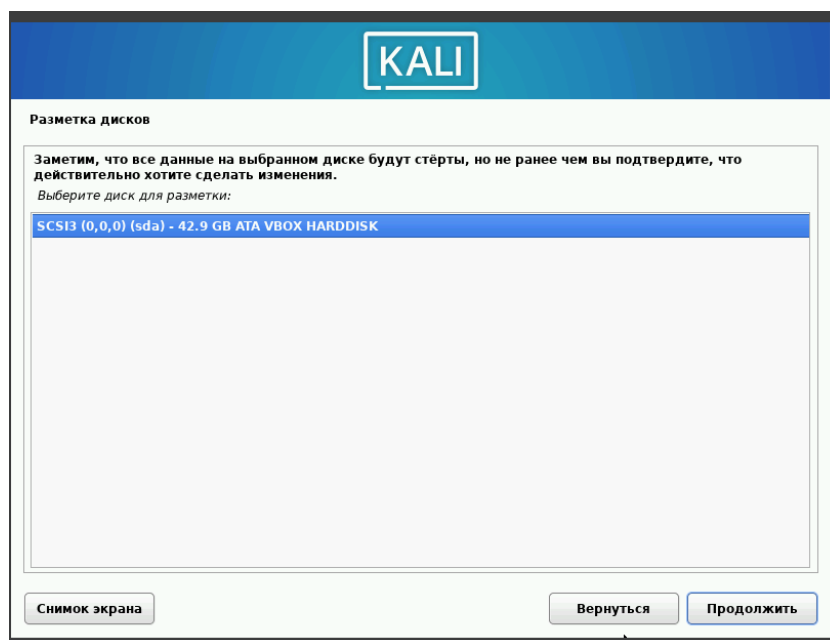 KALI
Разметка дисков
Заметим, что все данные на выбранном диске будут стёрты, но не ранее чем вы подтвердите, что
действительно хотите сделать изменения.
Выберите диск для разметки:
SCSI3 (0,0,0) (sda) - 42.9 GB ATA VBOX HARDDISK
Снимок экрана
Вернуться
Продолжить